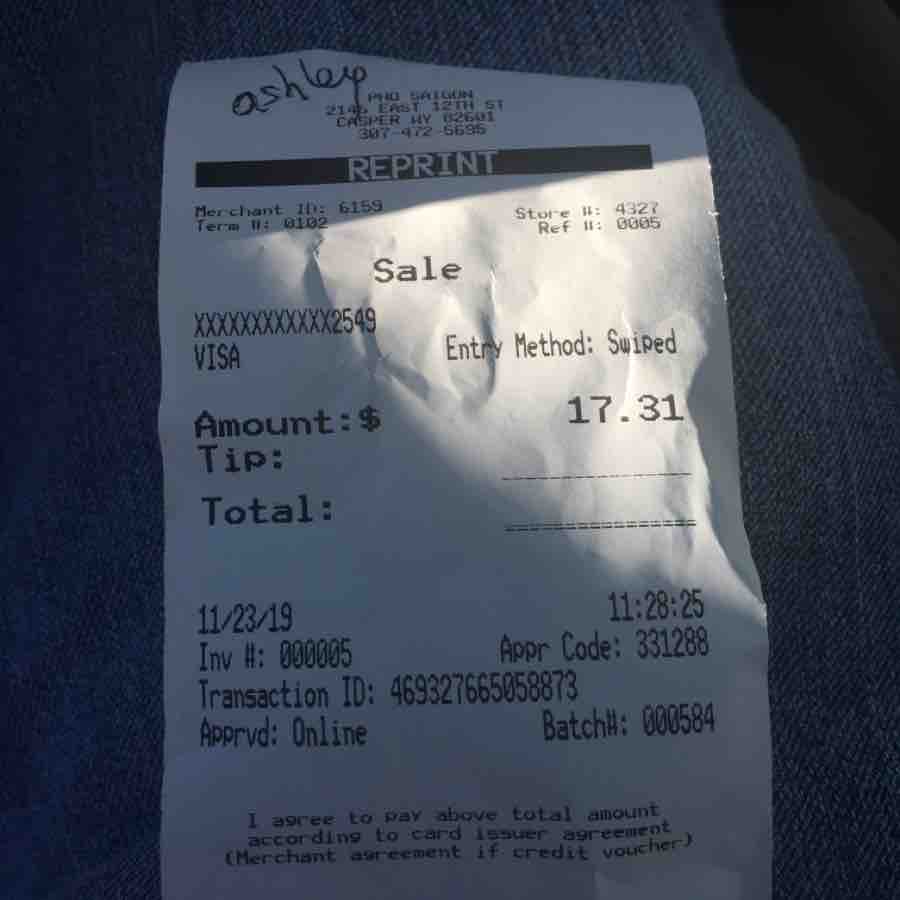 ashley
PHO SAIGON
2146 EAST 12TH ST
CASPER WY 82601
307-472-5695
REPRINT
Merchant ID: 6159
Term #: 0102
Store #: 4327
Ref #: 0005
Sale
XXXXXXXXXXXX2549
VISA
Entry Method: Swiped
Amount:$ 17.31
Tip:
Total:
11/23/19 11:28:25
Inv #: 000005 Appr Code: 331288
Transaction ID: 469327665058873
Apprvd: Online Batch#: 000584
I agree to pay above total amount
according to card issuer agreement
(Merchant agreement if credit voucher)